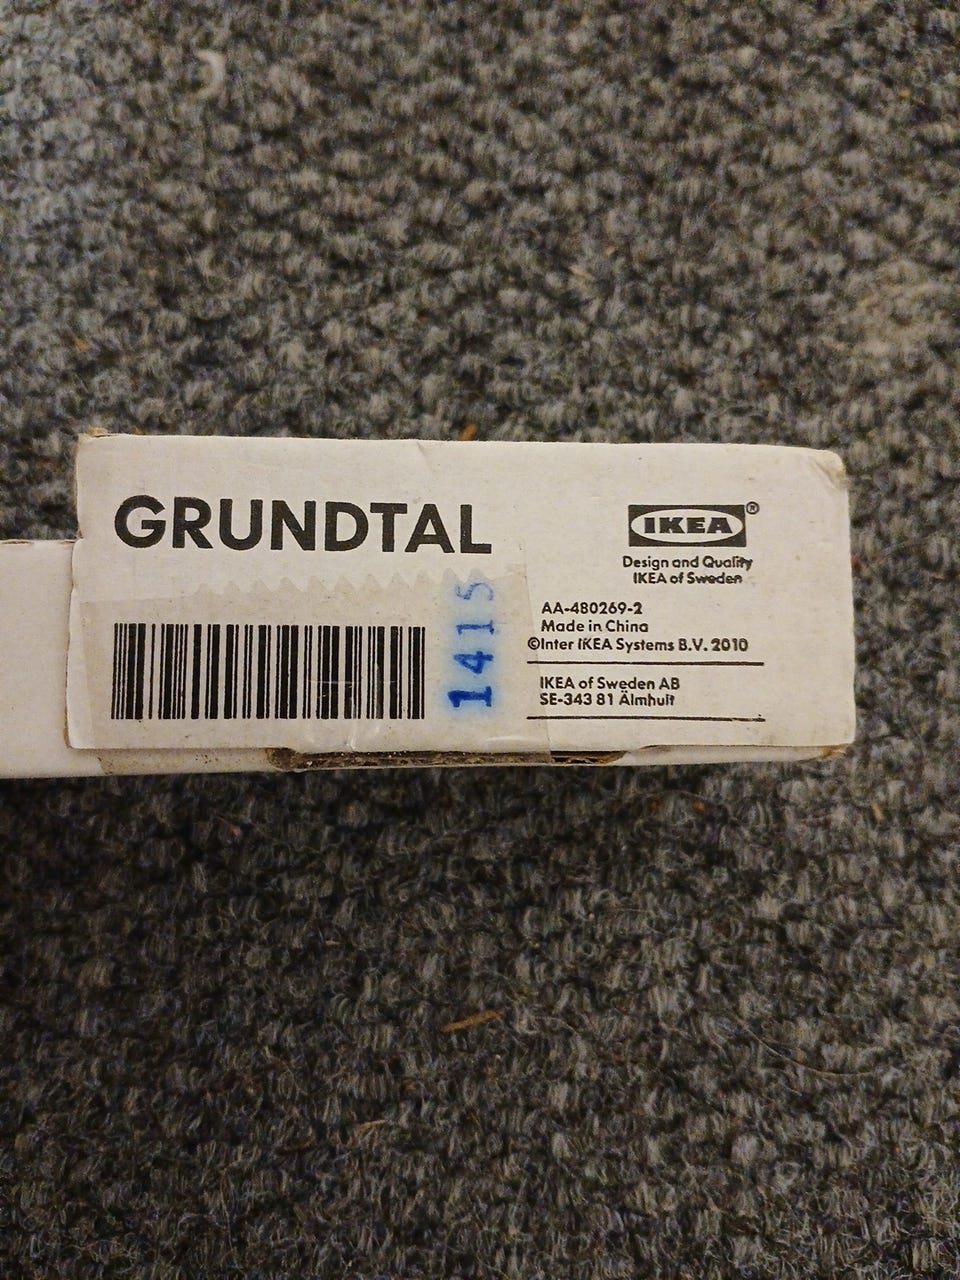 GRUNDTAL
1415
IKEA®
Design and Quality
IKEA of Sweden
AA-480269-2
Made in China
©Inter IKEA Systems B.V. 2010
IKEA of Sweden AB
SE-343 81 Älmhult